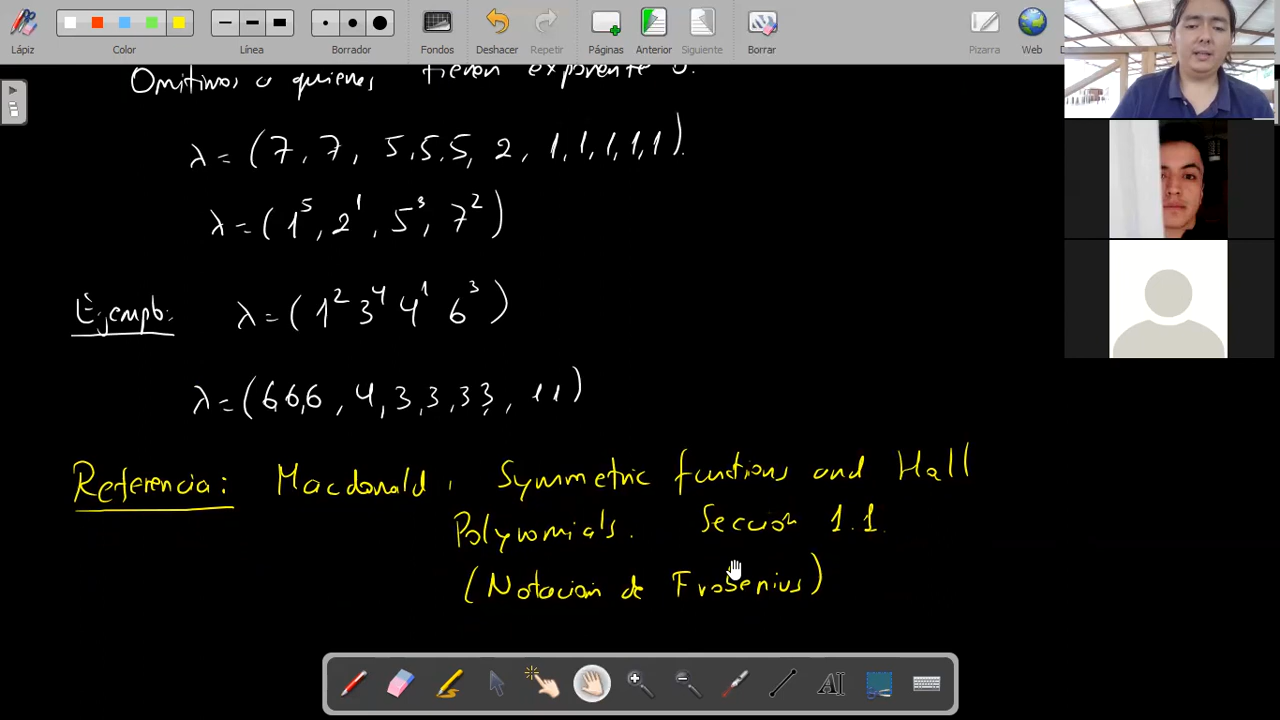 Lápiz Color Línea Borrador Fondos Deshacer Repetir Páginas Anterior Siguiente Borrar Pizarra Web
Omitimos a quienes tienen exponente 0.
λ = (7, 7, 5, 5, 5, 2, 1, 1, 1, 1, 1).
λ = (1⁵, 2¹, 5³, 7²)
Ejemplo: λ = (1² 3⁴ 4¹ 6³)
λ = (6,6,6, 4, 3, 3, 3,3, 1 1)
Referencia: Macdonald, Symmetric functions and Hall
Polynomials. Sección 1.1.
(Notación de Frobenius)
AI